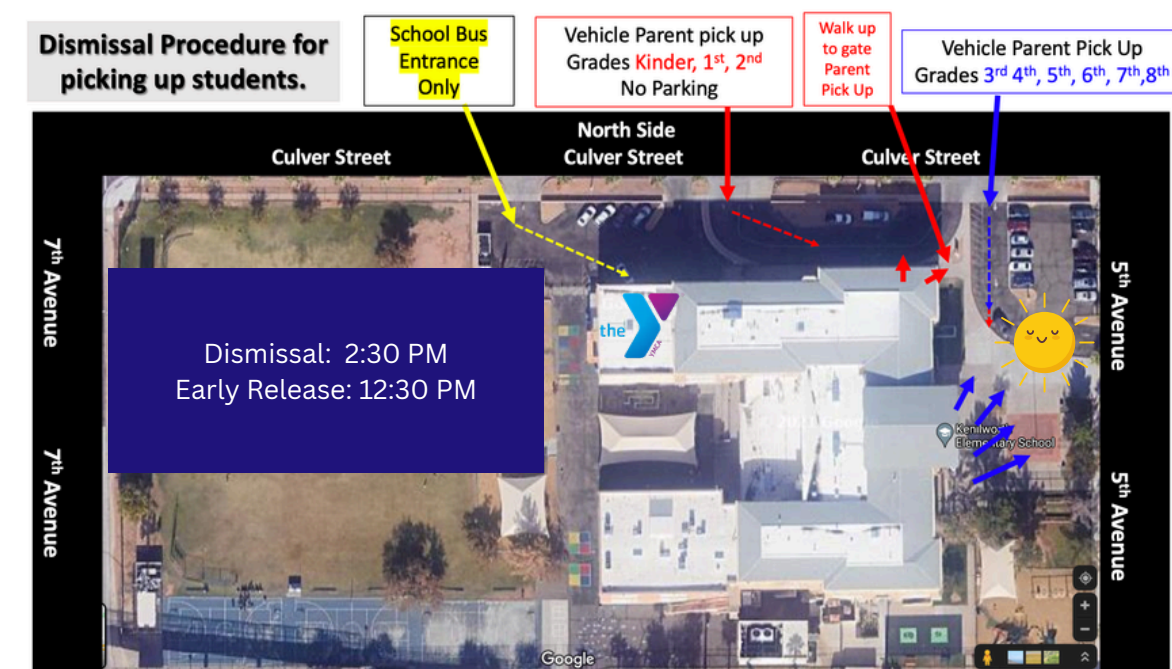 Dismissal Procedure for
picking up students.
School Bus
Entrance
Only
Vehicle Parent pick up
Grades Kinder, 1st, 2nd
No Parking
Walk up
to gate
Parent
Pick Up
Vehicle Parent Pick Up
Grades 3rd 4th, 5th, 6th, 7th,8th
North Side
Culver Street
Culver Street
Culver Street
7th Avenue
7th Avenue
5th Avenue
5th Avenue
Dismissal: 2:30 PM
Early Release: 12:30 PM
the
YMCA
Elementary School
Google